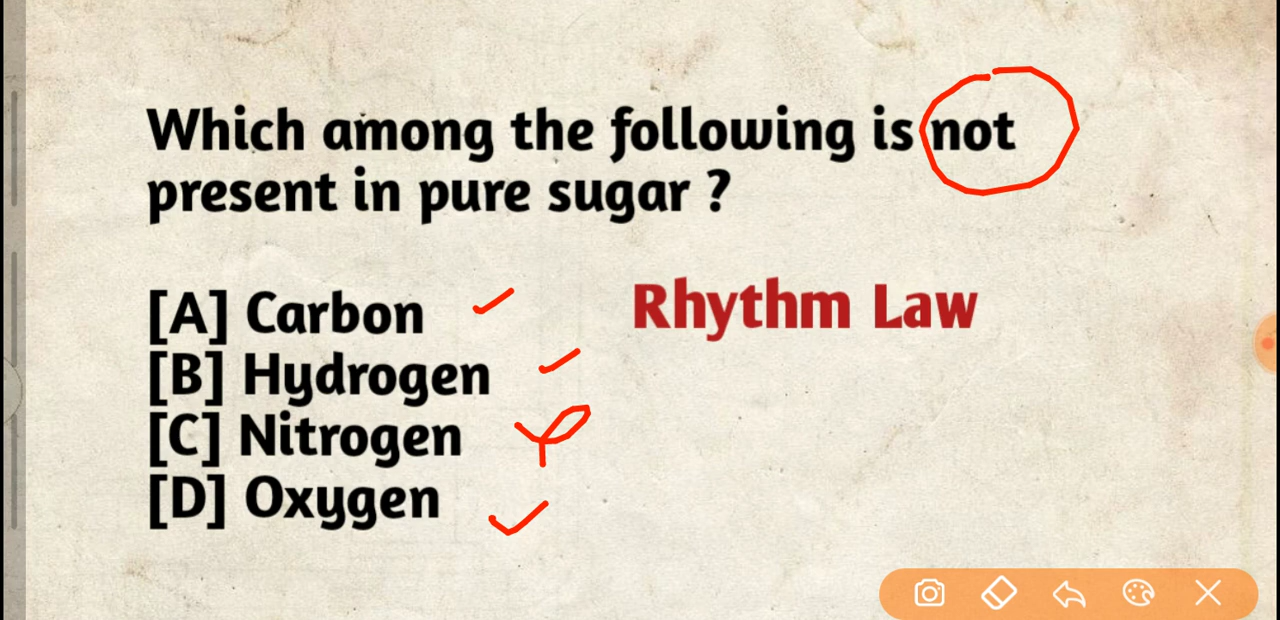 Which among the following is not
present in pure sugar ?
[A] Carbon
Rhythm Law
[B] Hydrogen
[C] Nitrogen
[D] Oxygen